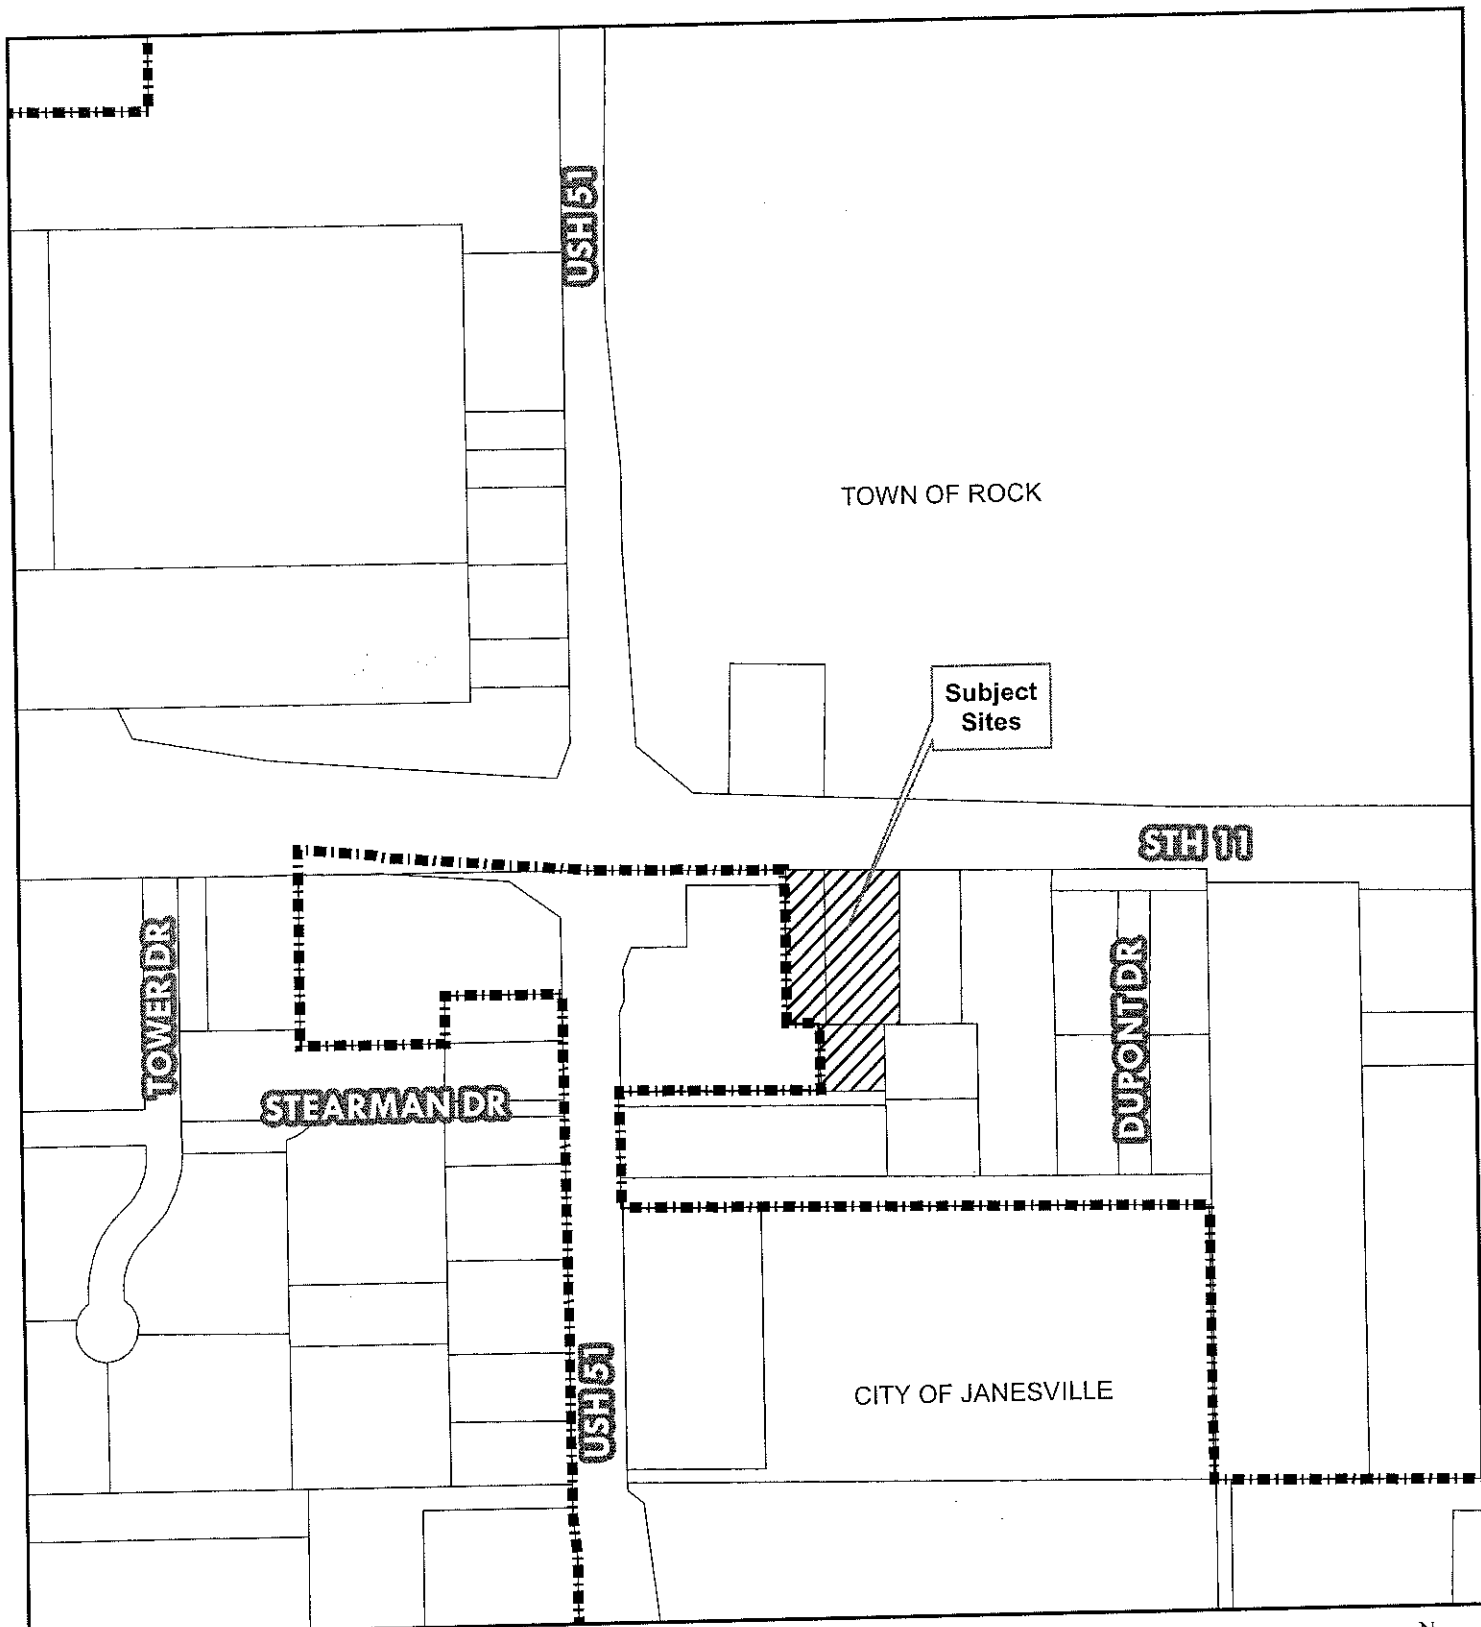 USH 51
TOWN OF ROCK
Subject
Sites
STH 11
TOWER DR
DUPONT DR
STEARMAN DR
USH 51
CITY OF JANESVILLE
N